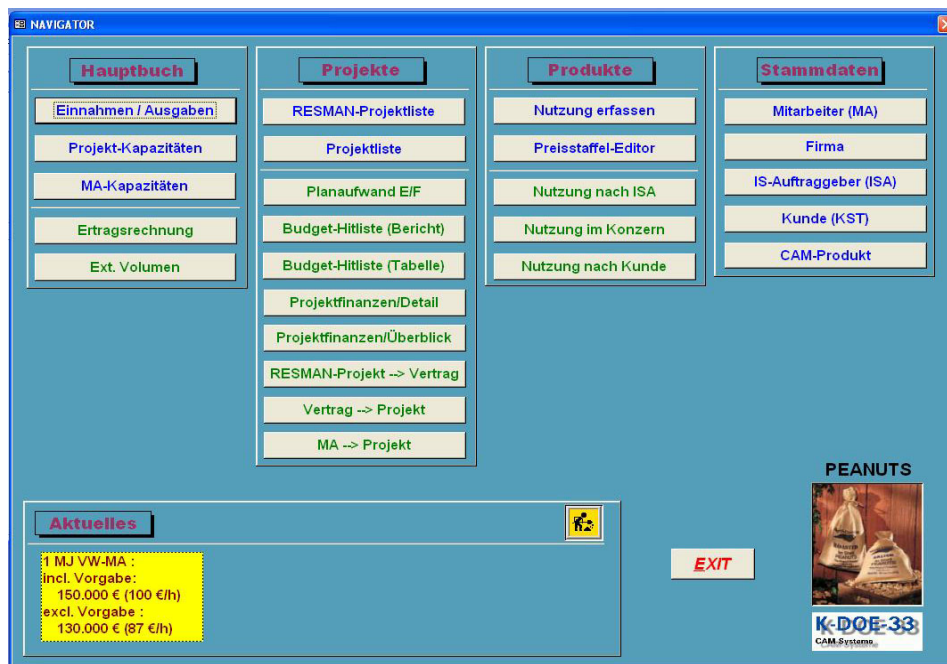 NAVIGATOR
Hauptbuch
Einnahmen / Ausgaben
Projekt-Kapazitäten
MA-Kapazitäten
Ertragsrechnung
Ext. Volumen
Projekte
RESMAN-Projektliste
Projektliste
Planaufwand E/F
Budget-Hitliste (Bericht)
Budget-Hitliste (Tabelle)
Projektfinanzen/Detail
Projektfinanzen/Überblick
RESMAN-Projekt --> Vertrag
Vertrag --> Projekt
MA --> Projekt
Produkte
Nutzung erfassen
Preisstaffel-Editor
Nutzung nach ISA
Nutzung im Konzern
Nutzung nach Kunde
Stammdaten
Mitarbeiter (MA)
Firma
IS-Auftraggeber (ISA)
Kunde (KST)
CAM-Produkt
Aktuelles
1 MJ VW-MA :
incl. Vorgabe:
150.000 € (100 €/h)
excl. Vorgabe :
130.000 € (87 €/h)
EXIT
PEANUTS
K-DOE-33
CAM-Systeme